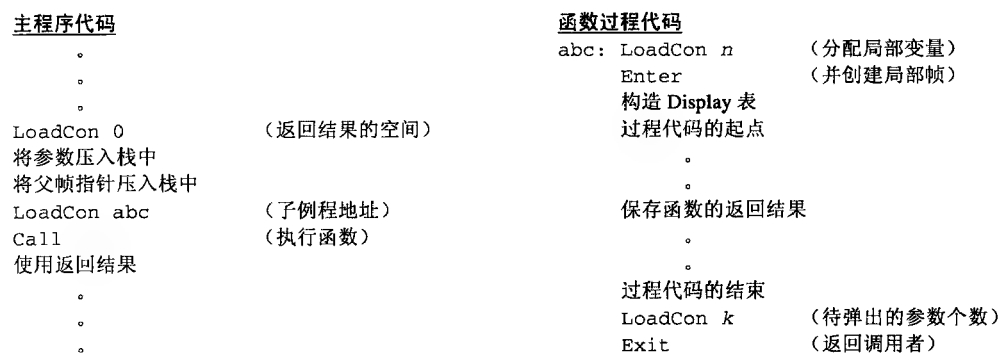 主程序代码
。
。
。
LoadCon 0 （返回结果的空间）
将参数压入栈中
将父帧指针压入栈中
LoadCon abc （子例程地址）
Call （执行函数）
使用返回结果
。
。
。
函数过程代码
abc: LoadCon n （分配局部变量）
Enter （并创建局部帧）
构造 Display 表
过程代码的起点
。
。
保存函数的返回结果
。
。
过程代码的结束
LoadCon k （待弹出的参数个数）
Exit （返回调用者）